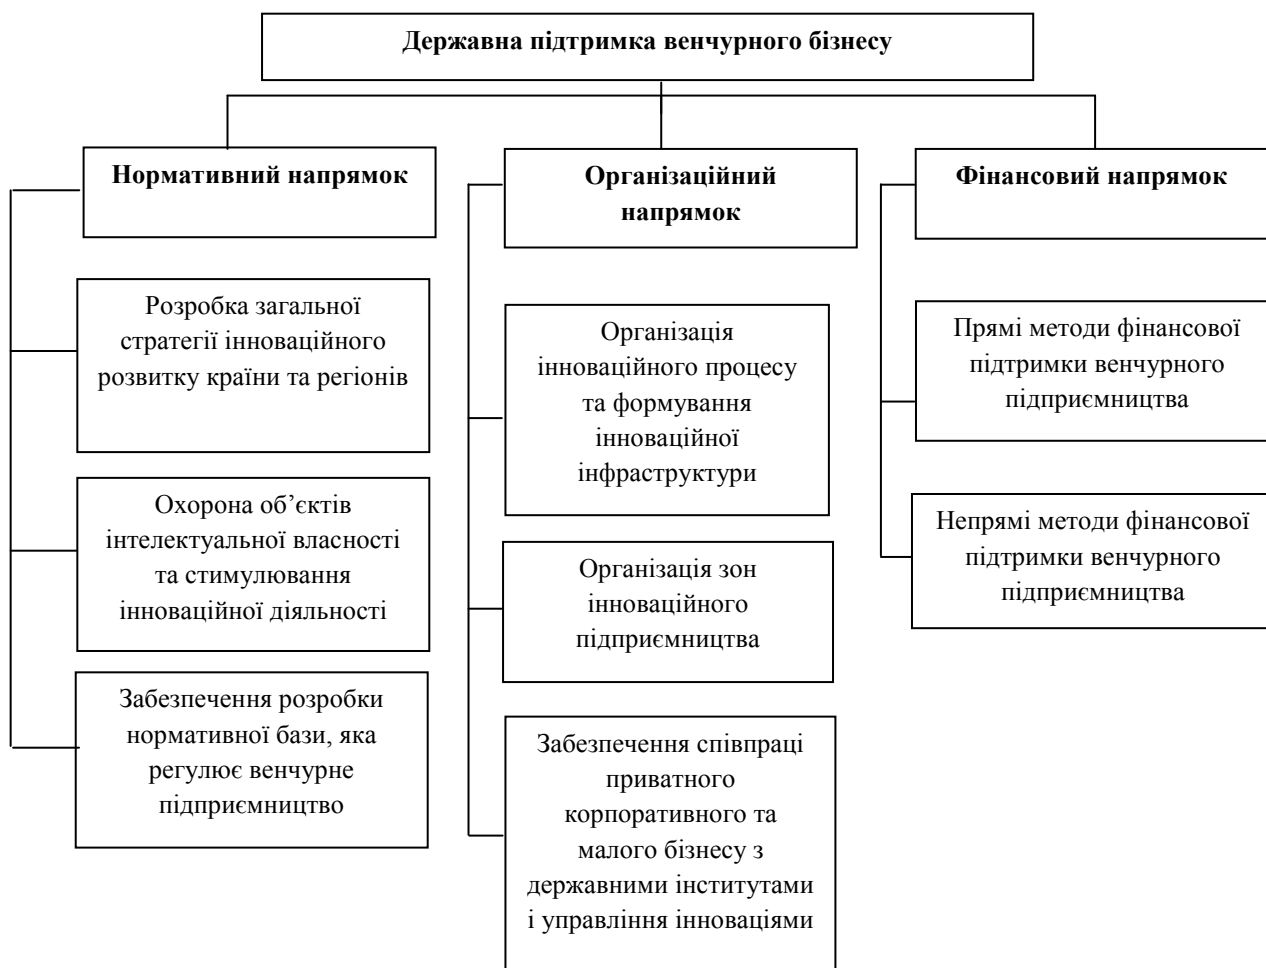 Державна підтримка венчурного бізнесу
Нормативний напрямок
Розробка загальної
стратегії інноваційного
розвитку країни та регіонів
Охорона об’єктів
інтелектуальної власності
та стимулювання
інноваційної діяльності
Забезпечення розробки
нормативної бази, яка
регулює венчурне
підприємництво
Організаційний
напрямок
Організація
інноваційного процесу
та формування
інноваційної
інфраструктури
Організація зон
інноваційного
підприємництва
Забезпечення співпраці
приватного
корпоративного та
малого бізнесу з
державними інститутами
і управління інноваціями
Фінансовий напрямок
Прямі методи фінансової
підтримки венчурного
підприємництва
Непрямі методи фінансової
підтримки венчурного
підприємництва